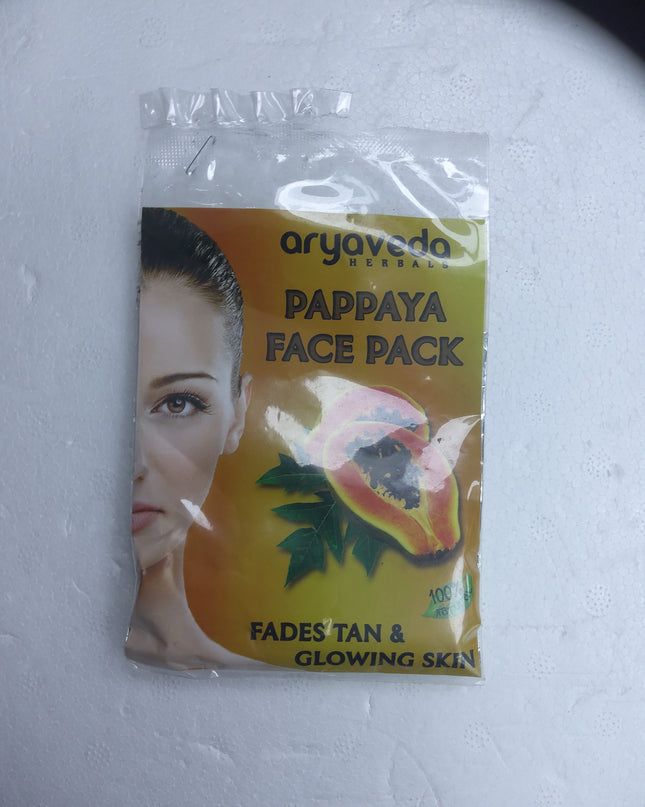 aryaveda
HERBALS
PAPPAYA
FACE PACK
FADES TAN &
GLOWING SKIN